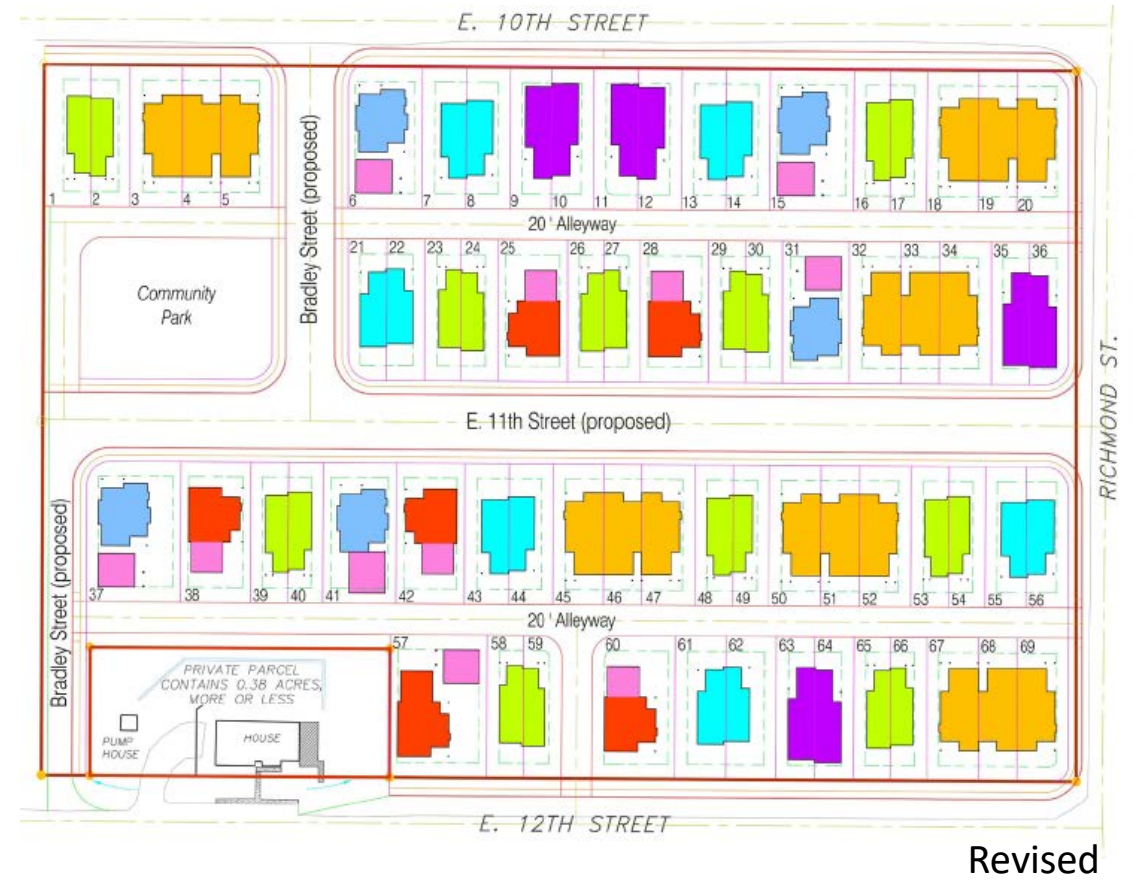 E. 10TH STREET
Bradley Street (proposed)
1 2 3 4 5
6 7 8 9 10 11 12 13 14 15 16 17 18 19 20
20 ' Alleyway
21 22 23 24 25 26 27 28 29 30 31 32 33 34 35 36
Community
Park
RICHMOND ST.
E. 11th Street (proposed)
Bradley Street (proposed)
37 38 39 40 41 42 43 44 45 46 47 48 49 50 51 52 53 54 55 56
20 ' Alleyway
57 58 59 60 61 62 63 64 65 66 67 68 69
PRIVATE PARCEL
CONTAINS 0.38 ACRES,
MORE OR LESS
PUMP
HOUSE
HOUSE
E. 12TH STREET
Revised